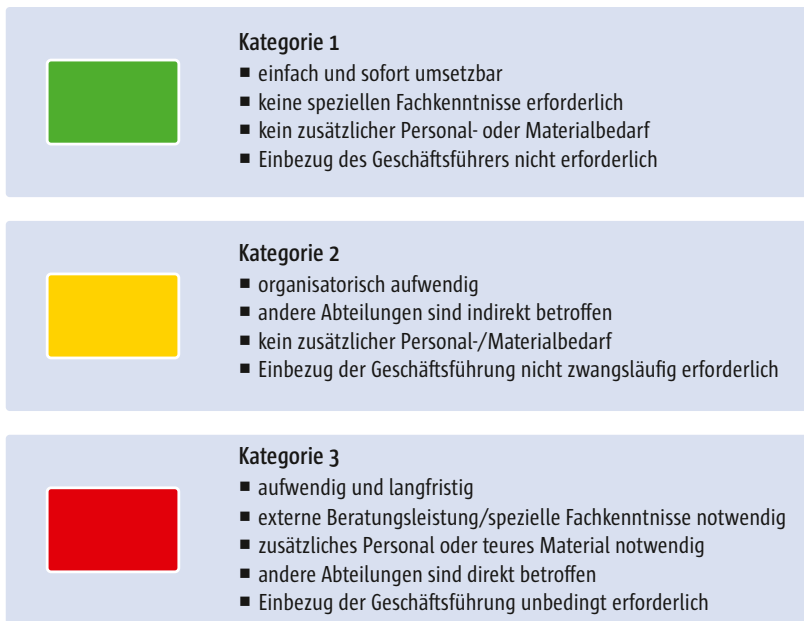 Kategorie 1
■ einfach und sofort umsetzbar
■ keine speziellen Fachkenntnisse erforderlich
■ kein zusätzlicher Personal- oder Materialbedarf
■ Einbezug des Geschäftsführers nicht erforderlich
Kategorie 2
■ organisatorisch aufwendig
■ andere Abteilungen sind indirekt betroffen
■ kein zusätzlicher Personal-/Materialbedarf
■ Einbezug der Geschäftsführung nicht zwangsläufig erforderlich
Kategorie 3
■ aufwendig und langfristig
■ externe Beratungsleistung/spezielle Fachkenntnisse notwendig
■ zusätzliches Personal oder teures Material notwendig
■ andere Abteilungen sind direkt betroffen
■ Einbezug der Geschäftsführung unbedingt erforderlich